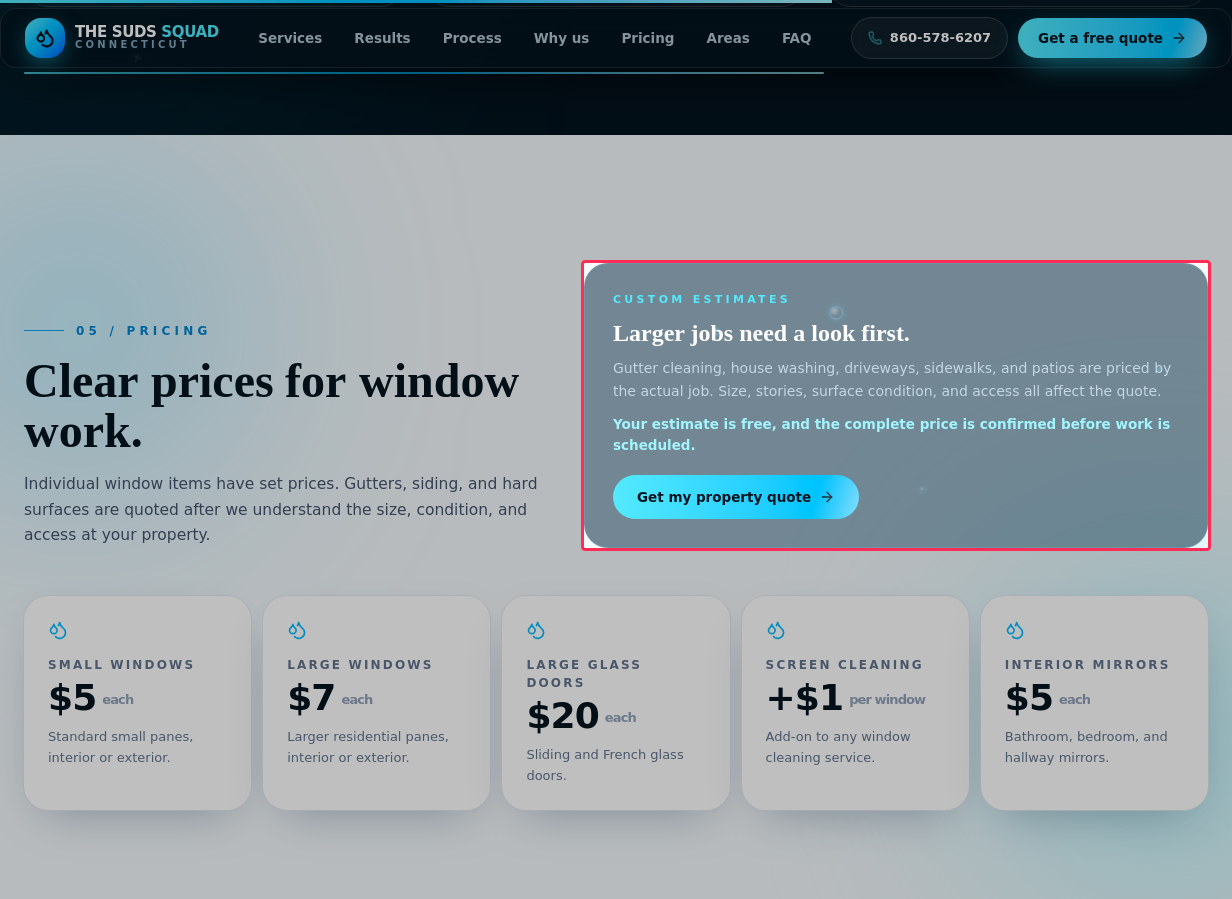 THE SUDS SQUAD
CONNECTICUT
Services
Results
Process
Why us
Pricing
Areas
FAQ
860-578-6207
Get a free quote
05 / PRICING
Clear prices for window
work.
Individual window items have set prices. Gutters, siding, and hard
surfaces are quoted after we understand the size, condition, and
access at your property.
CUSTOM ESTIMATES
Larger jobs need a look first.
Gutter cleaning, house washing, driveways, sidewalks, and patios are priced by
the actual job. Size, stories, surface condition, and access all affect the quote.
Your estimate is free, and the complete price is confirmed before work is
scheduled.
Get my property quote
SMALL WINDOWS
$5 each
Standard small panes,
interior or exterior.
LARGE WINDOWS
$7 each
Larger residential panes,
interior or exterior.
LARGE GLASS
DOORS
$20 each
Sliding and French glass
doors.
SCREEN CLEANING
+$1 per window
Add-on to any window
cleaning service.
INTERIOR MIRRORS
$5 each
Bathroom, bedroom, and
hallway mirrors.